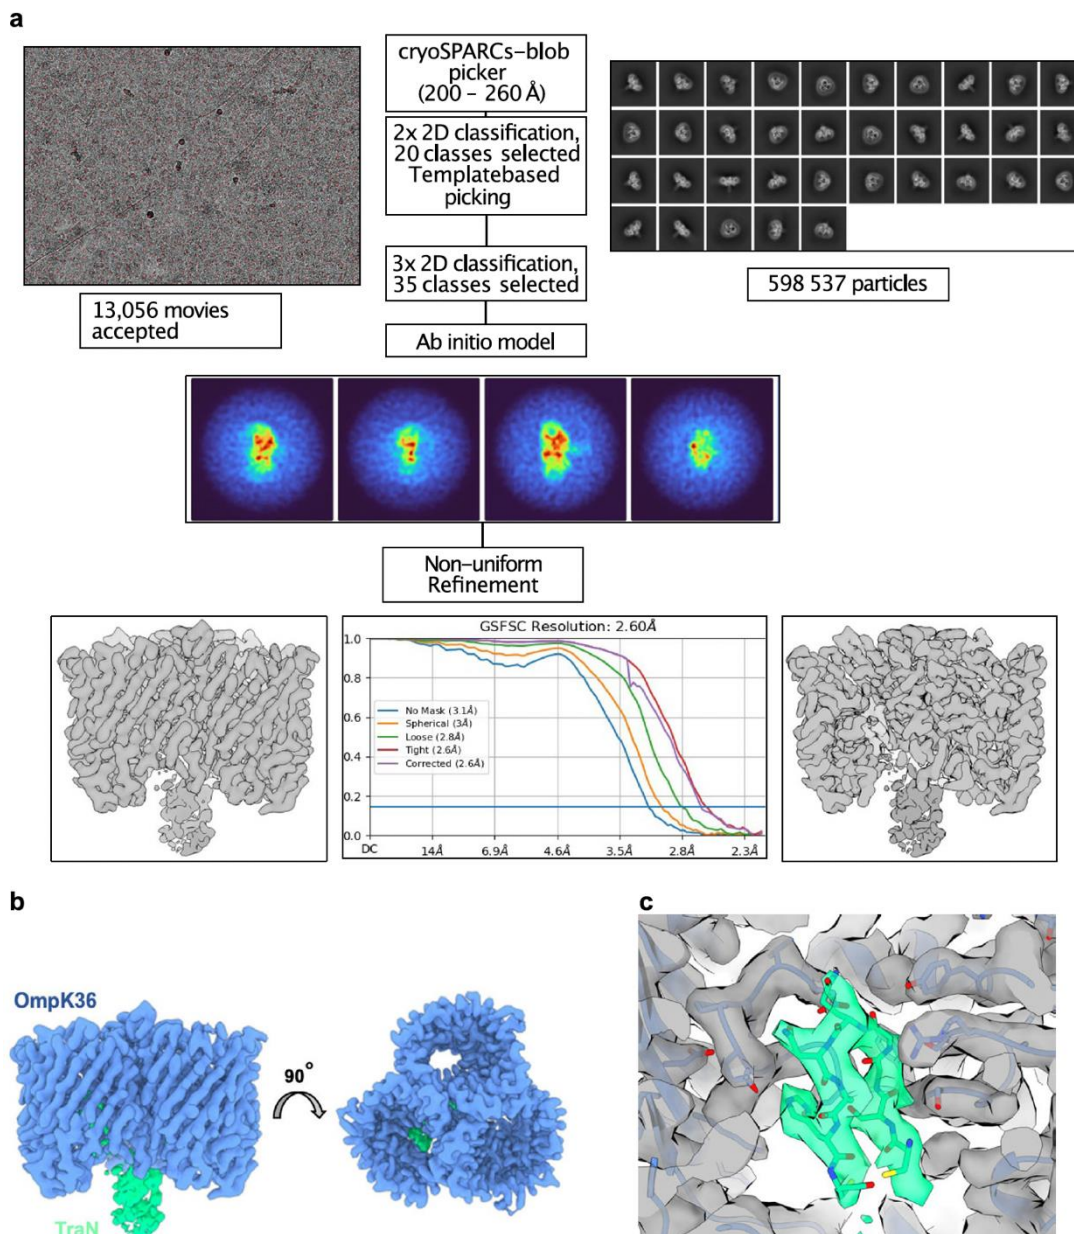 a
cryoSPARCs-blob
picker
(200 – 260 Å)
2x 2D classification,
20 classes selected
Templatebased
picking
3x 2D classification,
35 classes selected
Ab initio model
13,056 movies
accepted
598 537 particles
Non-uniform
Refinement
GSFSC Resolution: 2.60Å
1.0
0.8
0.6
0.4
0.2
0.0
No Mask (3.1Å)
Spherical (3Å)
Loose (2.8Å)
Tight (2.6Å)
Corrected (2.6Å)
DC
14Å
6.9Å
4.6Å
3.5Å
2.8Å
2.3Å
b
OmpK36
90°
TraN
c